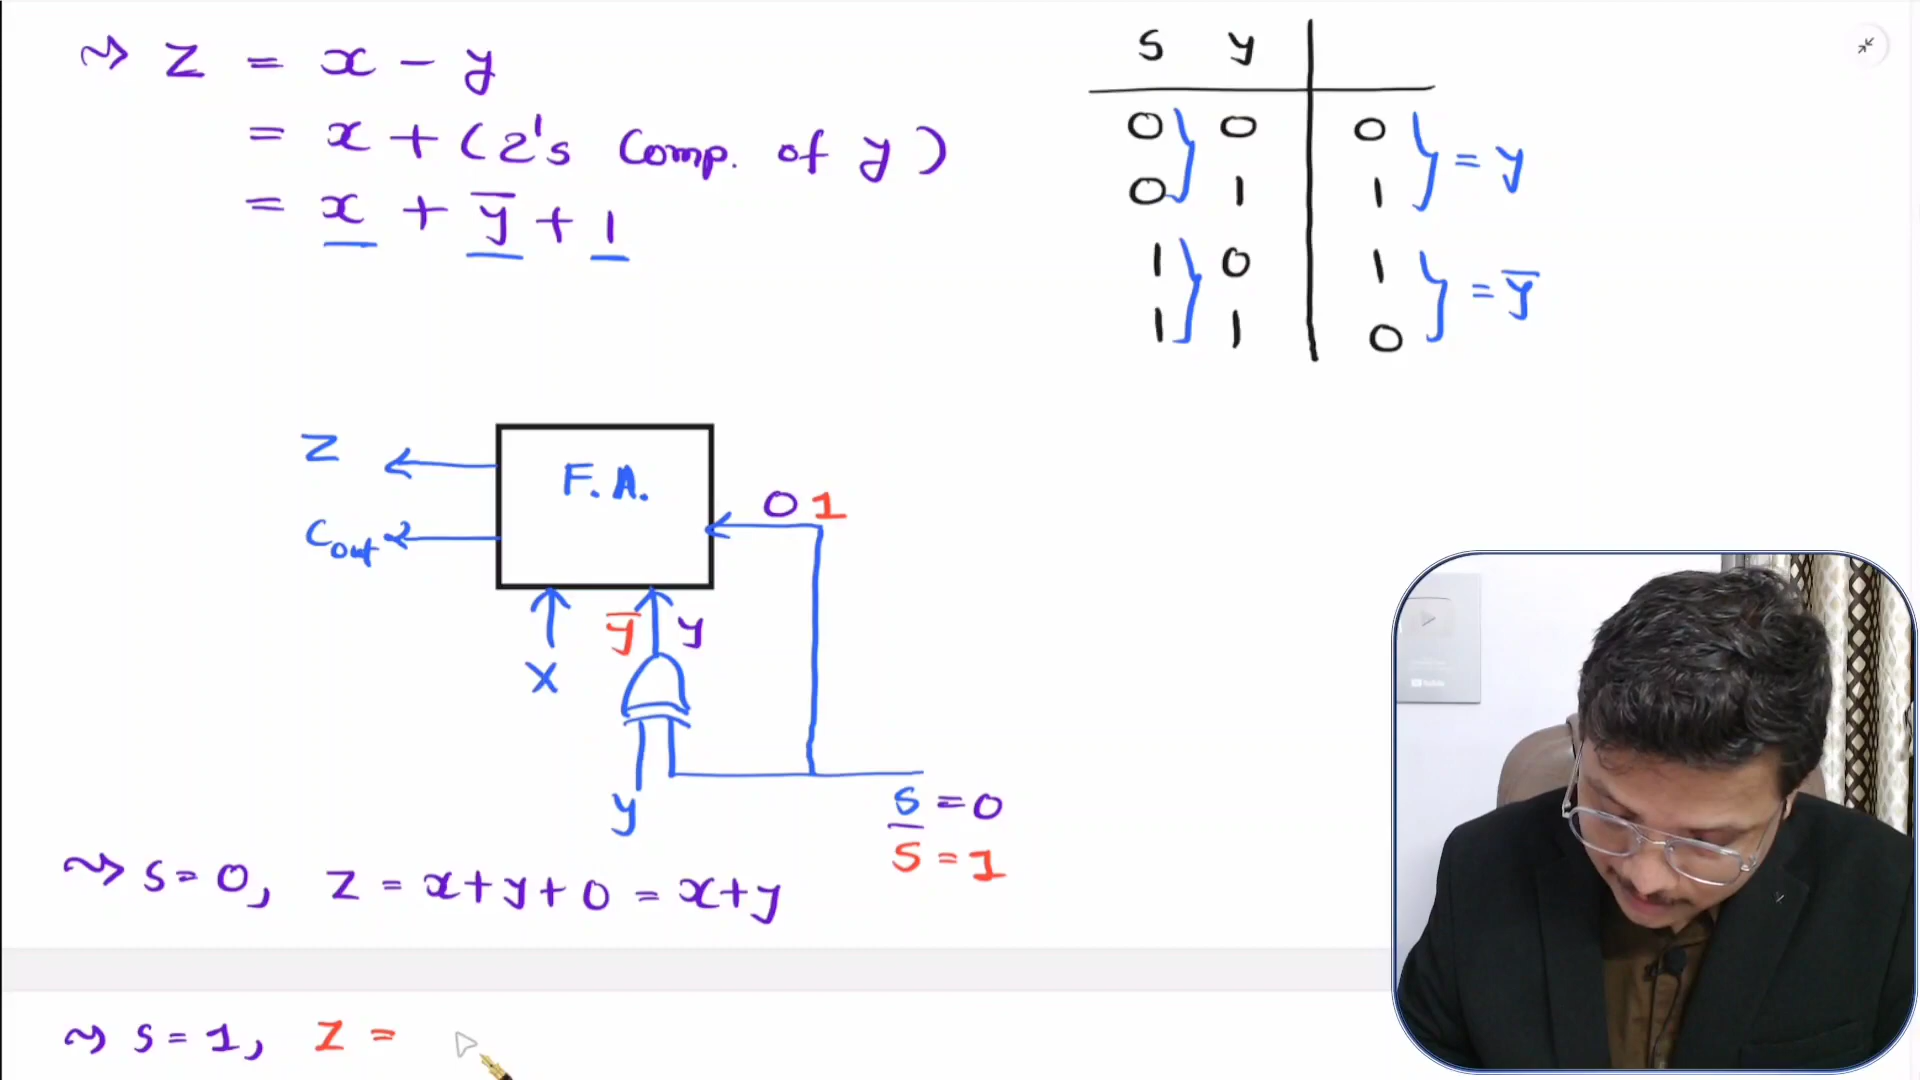 ⇝ Z = x - y
= x + (2's Comp. of y)
= x + y̅ + 1
S y
0 0 0
0 1 1 } = y
1 0 1
1 1 0 } = y̅
Z
F.A.
0 1
Cout
y̅ y
X
y
S = 0
S = 1
⇝ S = 0, Z = x + y + 0 = x + y
⇝ S = 1, Z =